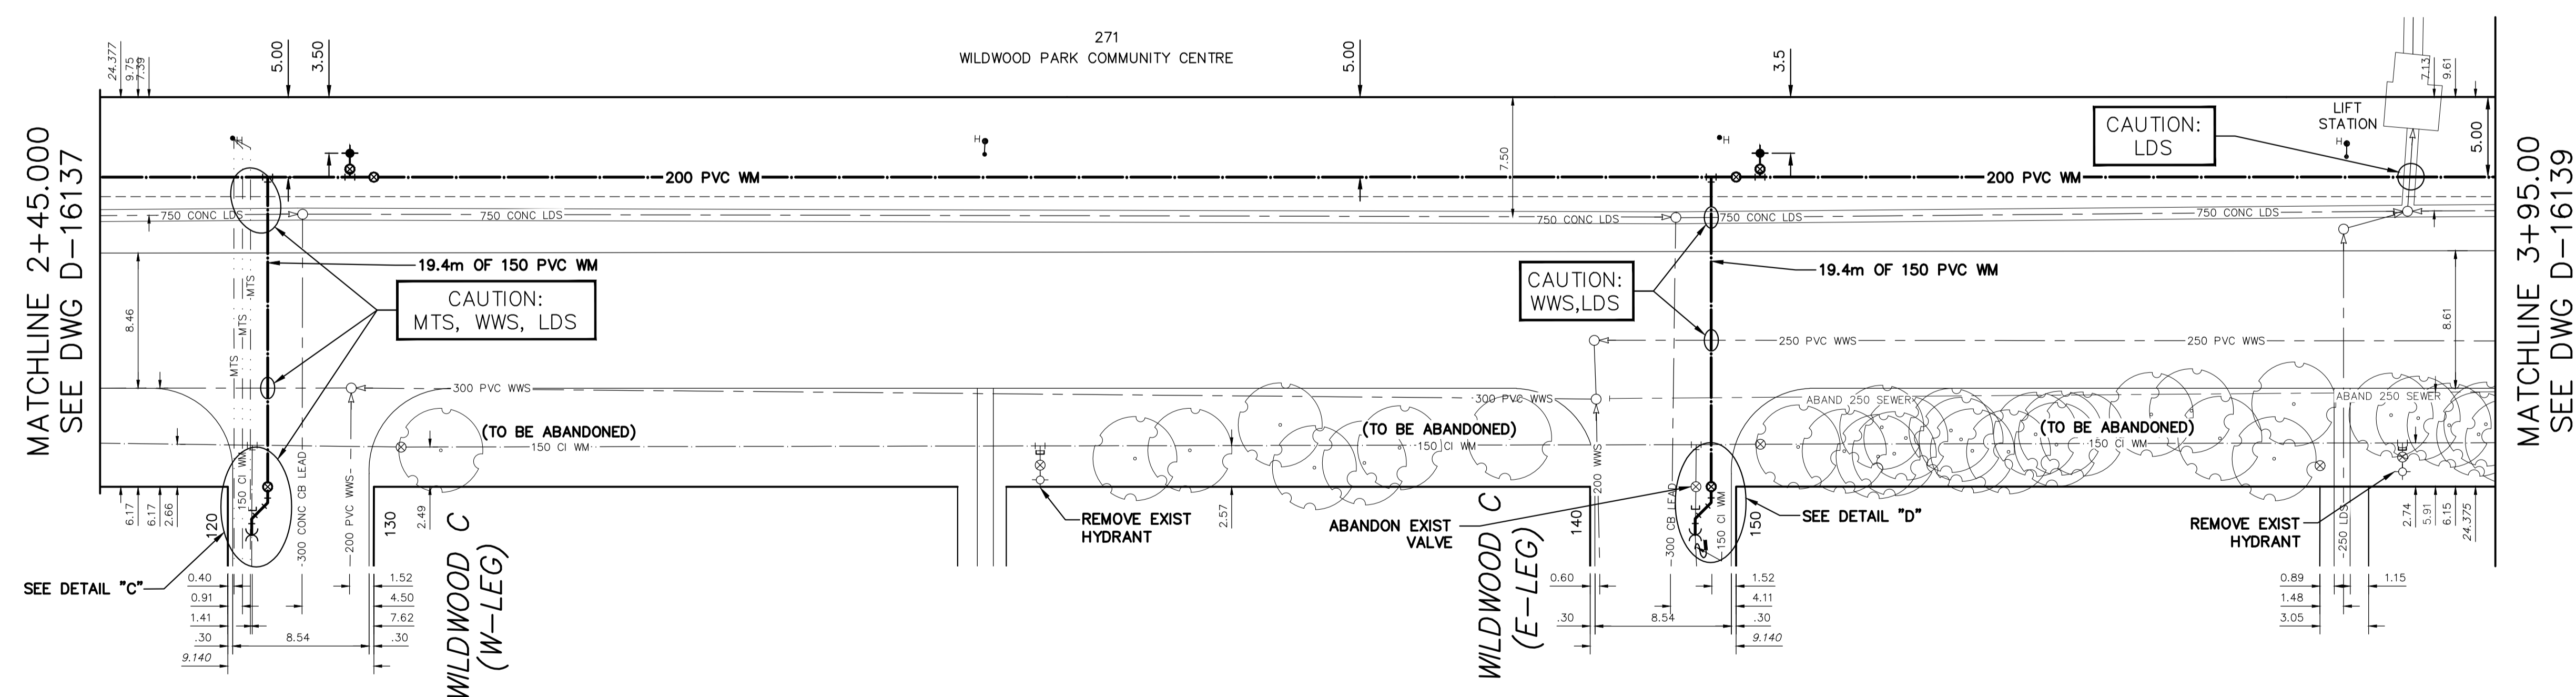 271
WILDWOOD PARK COMMUNITY CENTRE
24.377
9.75
7.39
5.00
3.50
5.00
3.5
7.13
9.61
5.00
7.50
LIFT
STATION
H
H
H
H
CAUTION:
LDS
MATCHLINE 2+45.000
SEE DWG D-16137
MATCHLINE 3+95.00
SEE DWG D-16139
200 PVC WM
200 PVC WM
750 CONC LDS
750 CONC LDS
750 CONC LDS
750 CONC LDS
750 CONC LDS
19.4m OF 150 PVC WM
19.4m OF 150 PVC WM
CAUTION:
MTS, WWS, LDS
CAUTION:
WWS,LDS
MTS
MTS
MTS
8.46
8.61
250 PVC WWS
250 PVC WWS
300 PVC WWS
300 PVC WWS
ABAND 250 SEWER
ABAND 250 SEWER
(TO BE ABANDONED)
150 CI WM
(TO BE ABANDONED)
150 CI WM
(TO BE ABANDONED)
150 CI WM
150 CI WM
300 CONC CB LEAD
200 PVC WWS
200 WWS
300 CB LEAD
150 CI WM
250 LDS
6.17
6.17
2.66
120
130
2.49
2.57
140
150
2.74
5.91
6.15
24.375
REMOVE EXIST
HYDRANT
ABANDON EXIST
VALVE
SEE DETAIL "D"
REMOVE EXIST
HYDRANT
SEE DETAIL "C"
WILDWOOD C
(W-LEG)
WILDWOOD C
(E-LEG)
0.40
0.91
1.41
.30
8.54
9.140
1.52
4.50
7.62
.30
0.60
.30
8.54
1.52
4.11
.30
9.140
0.89
1.48
3.05
1.15